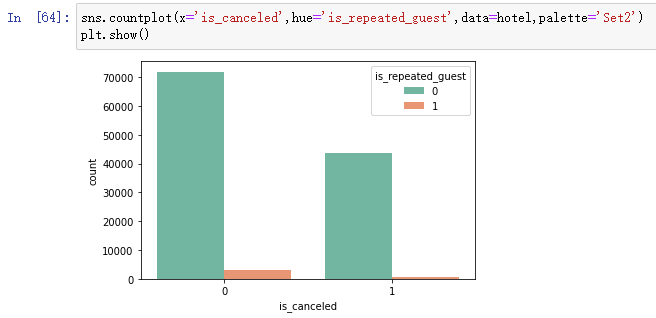 In [64]: sns.countplot(x='is_canceled',hue='is_repeated_guest',data=hotel,palette='Set2')
plt.show()
is_repeated_guest
0
1
70000
60000
50000
40000
30000
20000
10000
0
count
0 1
is_canceled